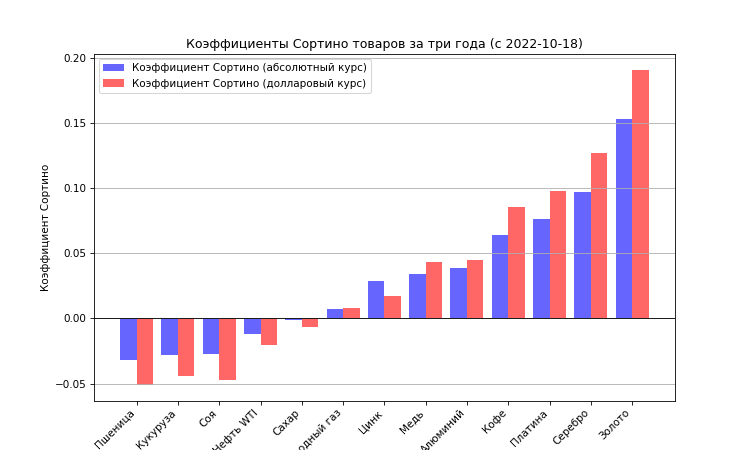 Коэффициенты Сортино товаров за три года (с 2022-10-18)
Коэффициент Сортино (абсолютный курс)
Коэффициент Сортино (долларовый курс)
Коэффициент Сортино
0.20
0.15
0.10
0.05
0.00
−0.05
Пшеница
Кукуруза
Соя
Нефть WTI
Сахар
газ
Цинк
Медь
Алюминий
Кофе
Платина
Серебро
Золото